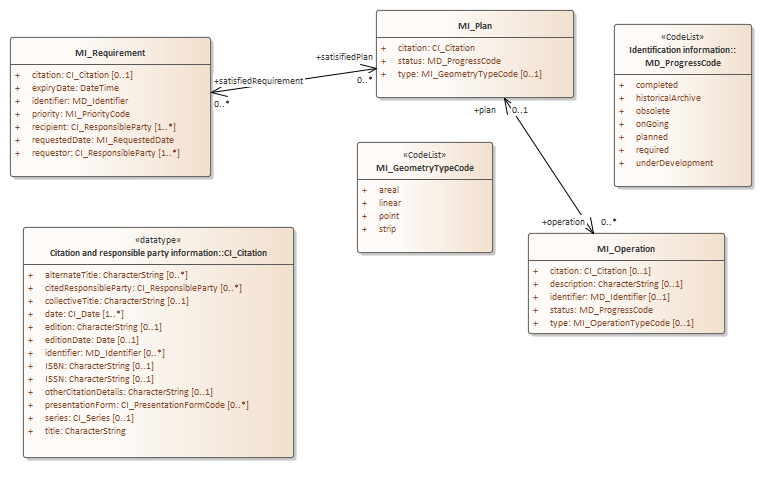 MI_Requirement
+ citation: CI_Citation [0..1]
+ expiryDate: DateTime
+ identifier: MD_Identifier
+ priority: MI_PriorityCode
+ recipient: CI_ResponsibleParty [1..*]
+ requestedDate: MI_RequestedDate
+ requestor: CI_ResponsibleParty [1..*]
+satisfiedPlan
0..*
+satisfiedRequirement
0..*
MI_Plan
+ citation: CI_Citation
+ status: MD_ProgressCode
+ type: MI_GeometryTypeCode [0..1]
+plan
0..1
+operation
0..*
«CodeList»
Identification information::
MD_ProgressCode
+ completed
+ historicalArchive
+ obsolete
+ onGoing
+ planned
+ required
+ underDevelopment
«CodeList»
MI_GeometryTypeCode
+ areal
+ linear
+ point
+ strip
«datatype»
Citation and responsible party information::CI_Citation
+ alternateTitle: CharacterString [0..*]
+ citedResponsibleParty: CI_ResponsibleParty [0..*]
+ collectiveTitle: CharacterString [0..1]
+ date: CI_Date [1..*]
+ edition: CharacterString [0..1]
+ editionDate: Date [0..1]
+ identifier: MD_Identifier [0..*]
+ ISBN: CharacterString [0..1]
+ ISSN: CharacterString [0..1]
+ otherCitationDetails: CharacterString [0..1]
+ presentationForm: CI_PresentationFormCode [0..*]
+ series: CI_Series [0..1]
+ title: CharacterString
MI_Operation
+ citation: CI_Citation [0..1]
+ description: CharacterString [0..1]
+ identifier: MD_Identifier [0..1]
+ status: MD_ProgressCode
+ type: MI_OperationTypeCode [0..1]